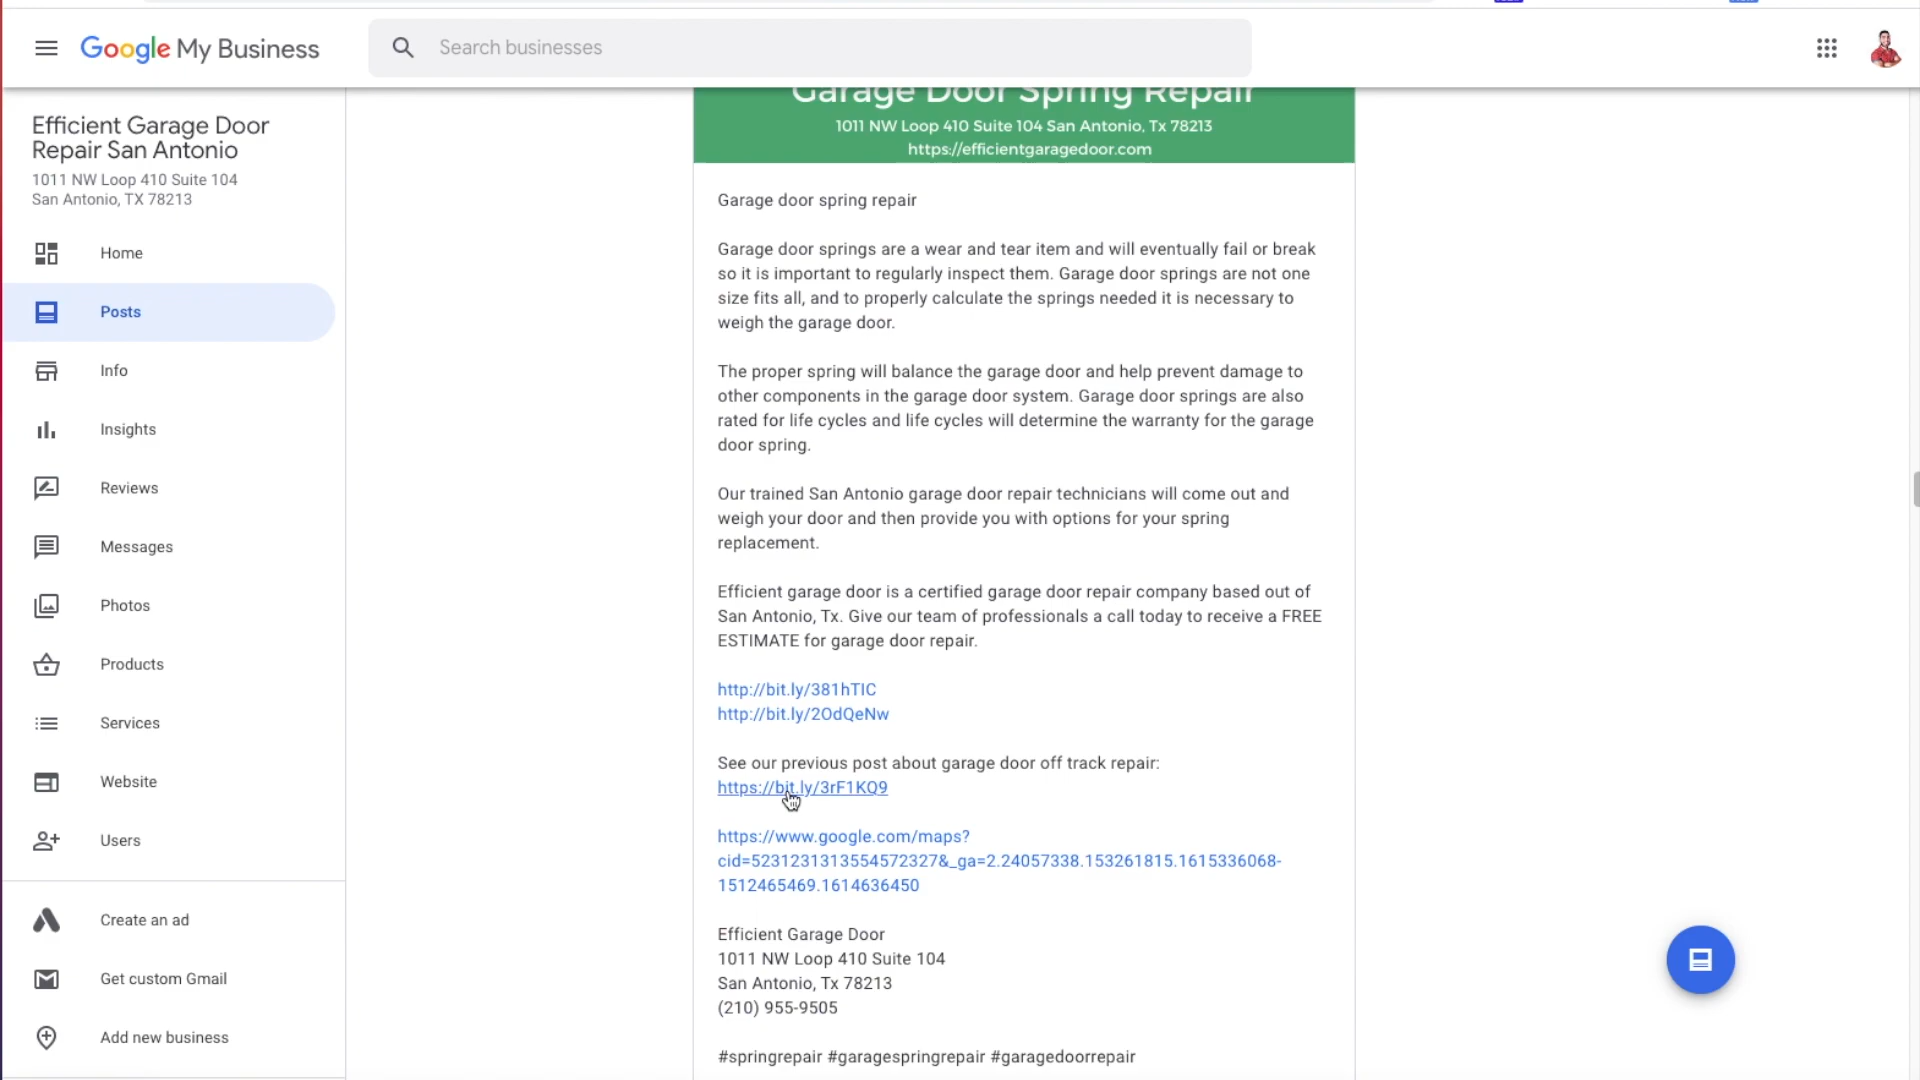 Google My Business
Search businesses
Efficient Garage Door
Repair San Antonio
1011 NW Loop 410 Suite 104
San Antonio, TX 78213
Home
Posts
Info
Insights
Reviews
Messages
Photos
Products
Services
Website
Users
Create an ad
Get custom Gmail
Add new business
Garage Door Spring Repair
1011 NW Loop 410 Suite 104 San Antonio, Tx 78213
https://efficientgaragedoor.com
Garage door spring repair
Garage door springs are a wear and tear item and will eventually fail or break
so it is important to regularly inspect them. Garage door springs are not one
size fits all, and to properly calculate the springs needed it is necessary to
weigh the garage door.
The proper spring will balance the garage door and help prevent damage to
other components in the garage door system. Garage door springs are also
rated for life cycles and life cycles will determine the warranty for the garage
door spring.
Our trained San Antonio garage door repair technicians will come out and
weigh your door and then provide you with options for your spring
replacement.
Efficient garage door is a certified garage door repair company based out of
San Antonio, Tx. Give our team of professionals a call today to receive a FREE
ESTIMATE for garage door repair.
http://bit.ly/381hTIC
http://bit.ly/2OdQeNw
See our previous post about garage door off track repair:
https://bit.ly/3rF1KQ9
https://www.google.com/maps?
cid=5231231313554572327&_ga=2.24057338.153261815.1615336068-
1512465469.1614636450
Efficient Garage Door
1011 NW Loop 410 Suite 104
San Antonio, Tx 78213
(210) 955-9505
#springrepair #garagespringrepair #garagedoorrepair